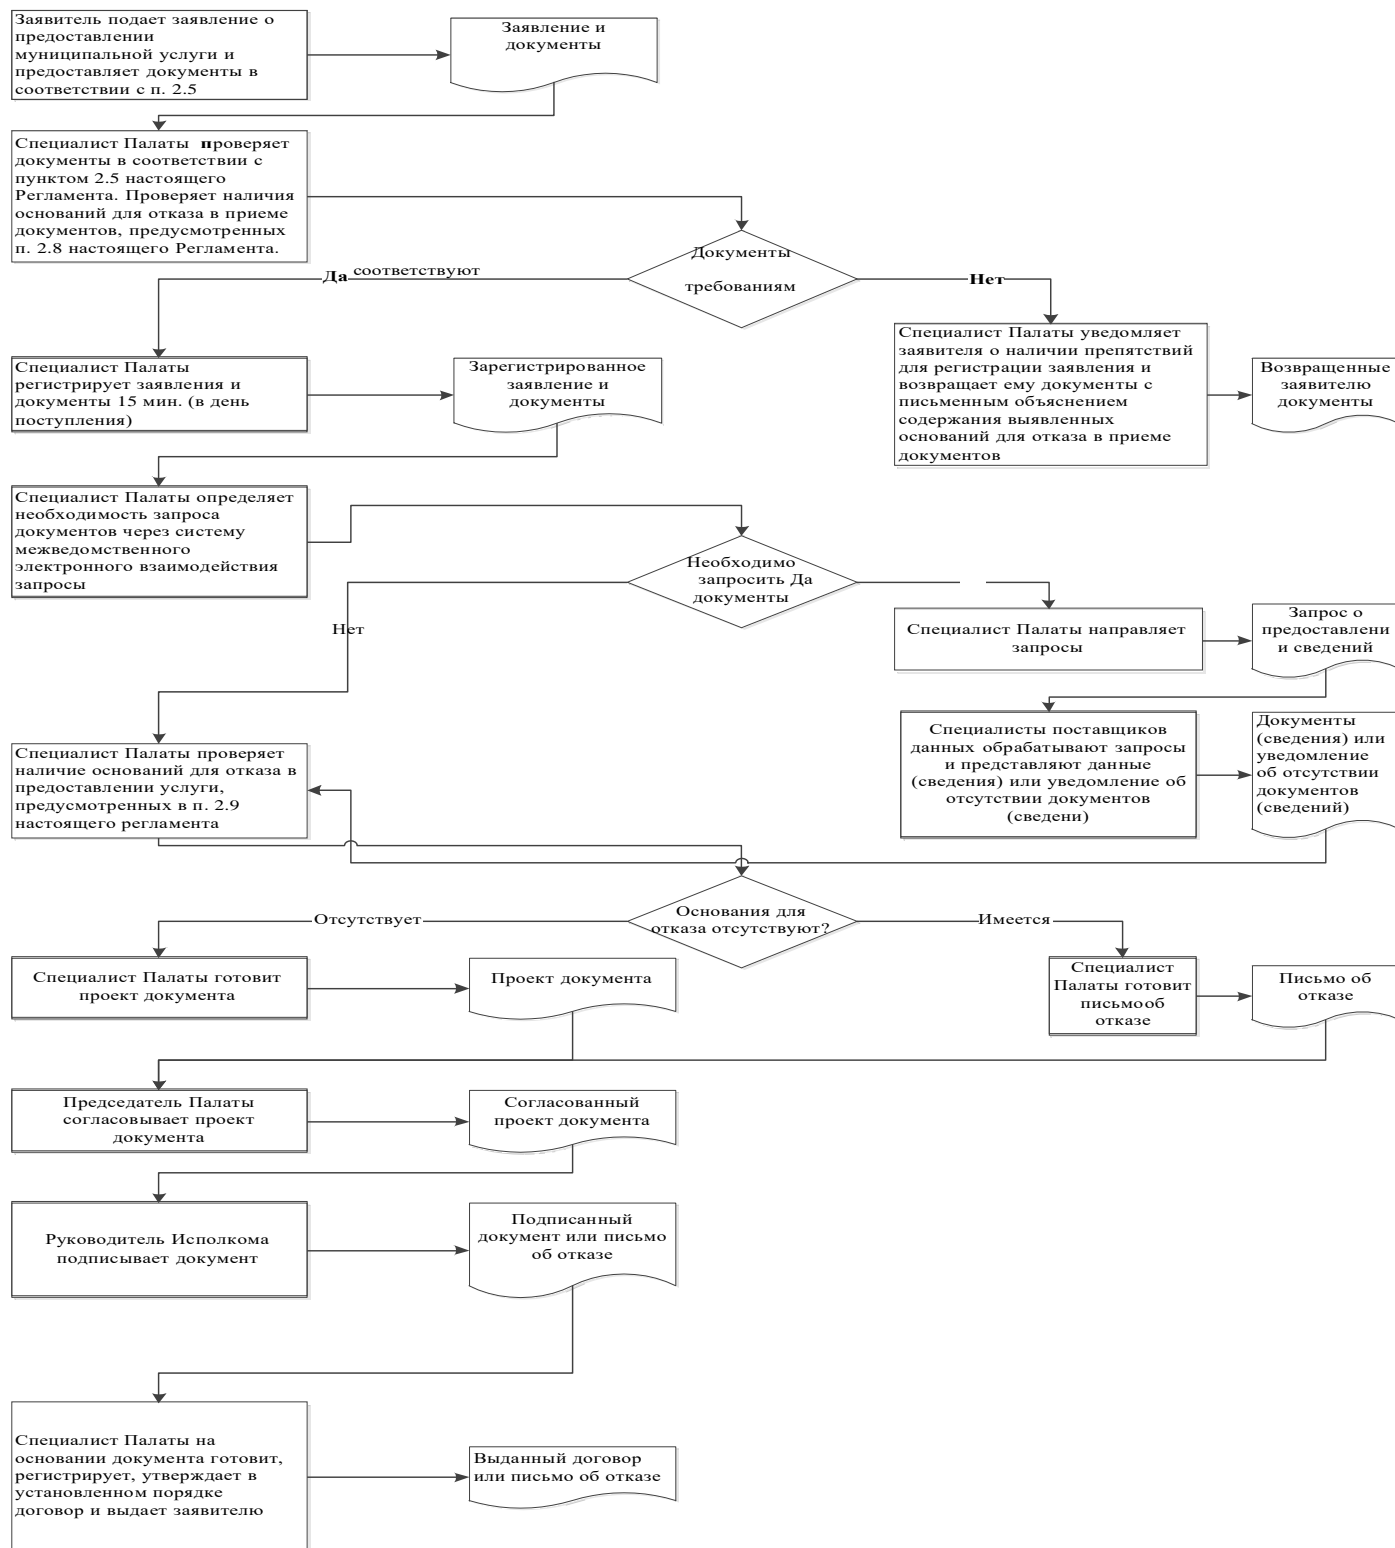 Заявитель подает заявление о
предоставлении
муниципальной услуги и
предоставляет документы в
соответствии с п. 2.5
Заявление и
документы
Специалист Палаты проверяет
документы в соответствии с
пунктом 2.5 настоящего
Регламента. Проверяет наличия
оснований для отказа в приеме
документов, предусмотренных
п. 2.8 настоящего Регламента.
Документы
требованиям
Да соответствуют
Нет
Специалист Палаты
регистрирует заявления и
документы 15 мин. (в день
поступления)
Зарегистрированное
заявление и
документы
Специалист Палаты уведомляет
заявителя о наличии препятствий
для регистрации заявления и
возвращает ему документы с
письменным объяснением
содержания выявленных
оснований для отказа в приеме
документов
Возвращенные
заявителю
документы
Специалист Палаты определяет
необходимость запроса
документов через систему
межведомственного
электронного взаимодействия
запросы
Необходимо
запросить Да
документы
Нет
Специалист Палаты направляет
запросы
Запрос о
предоставлени
и сведений
Специалисты поставщиков
данных обрабатывают запросы
и представляют данные
(сведения) или уведомление об
отсутствии документов
(сведени)
Документы
(сведения) или
уведомление
об отсутствии
документов
(сведений)
Специалист Палаты проверяет
наличие оснований для отказа в
предоставлении услуги,
предусмотренных в п. 2.9
настоящего регламента
Основания для
отказа отсутствуют?
Отсутствует
Имеется
Специалист Палаты готовит
проект документа
Проект документа
Специалист
Палаты готовит
письмооб
отказе
Письмо об
отказе
Председатель Палаты
согласовывает проект
документа
Согласованный
проект документа
Руководитель Исполкома
подписывает документ
Подписанный
документ или письмо
об отказе
Специалист Палаты на
основании документа готовит,
регистрирует, утверждает в
установленном порядке
договор и выдает заявителю
Выданный договор
или письмо об отказе